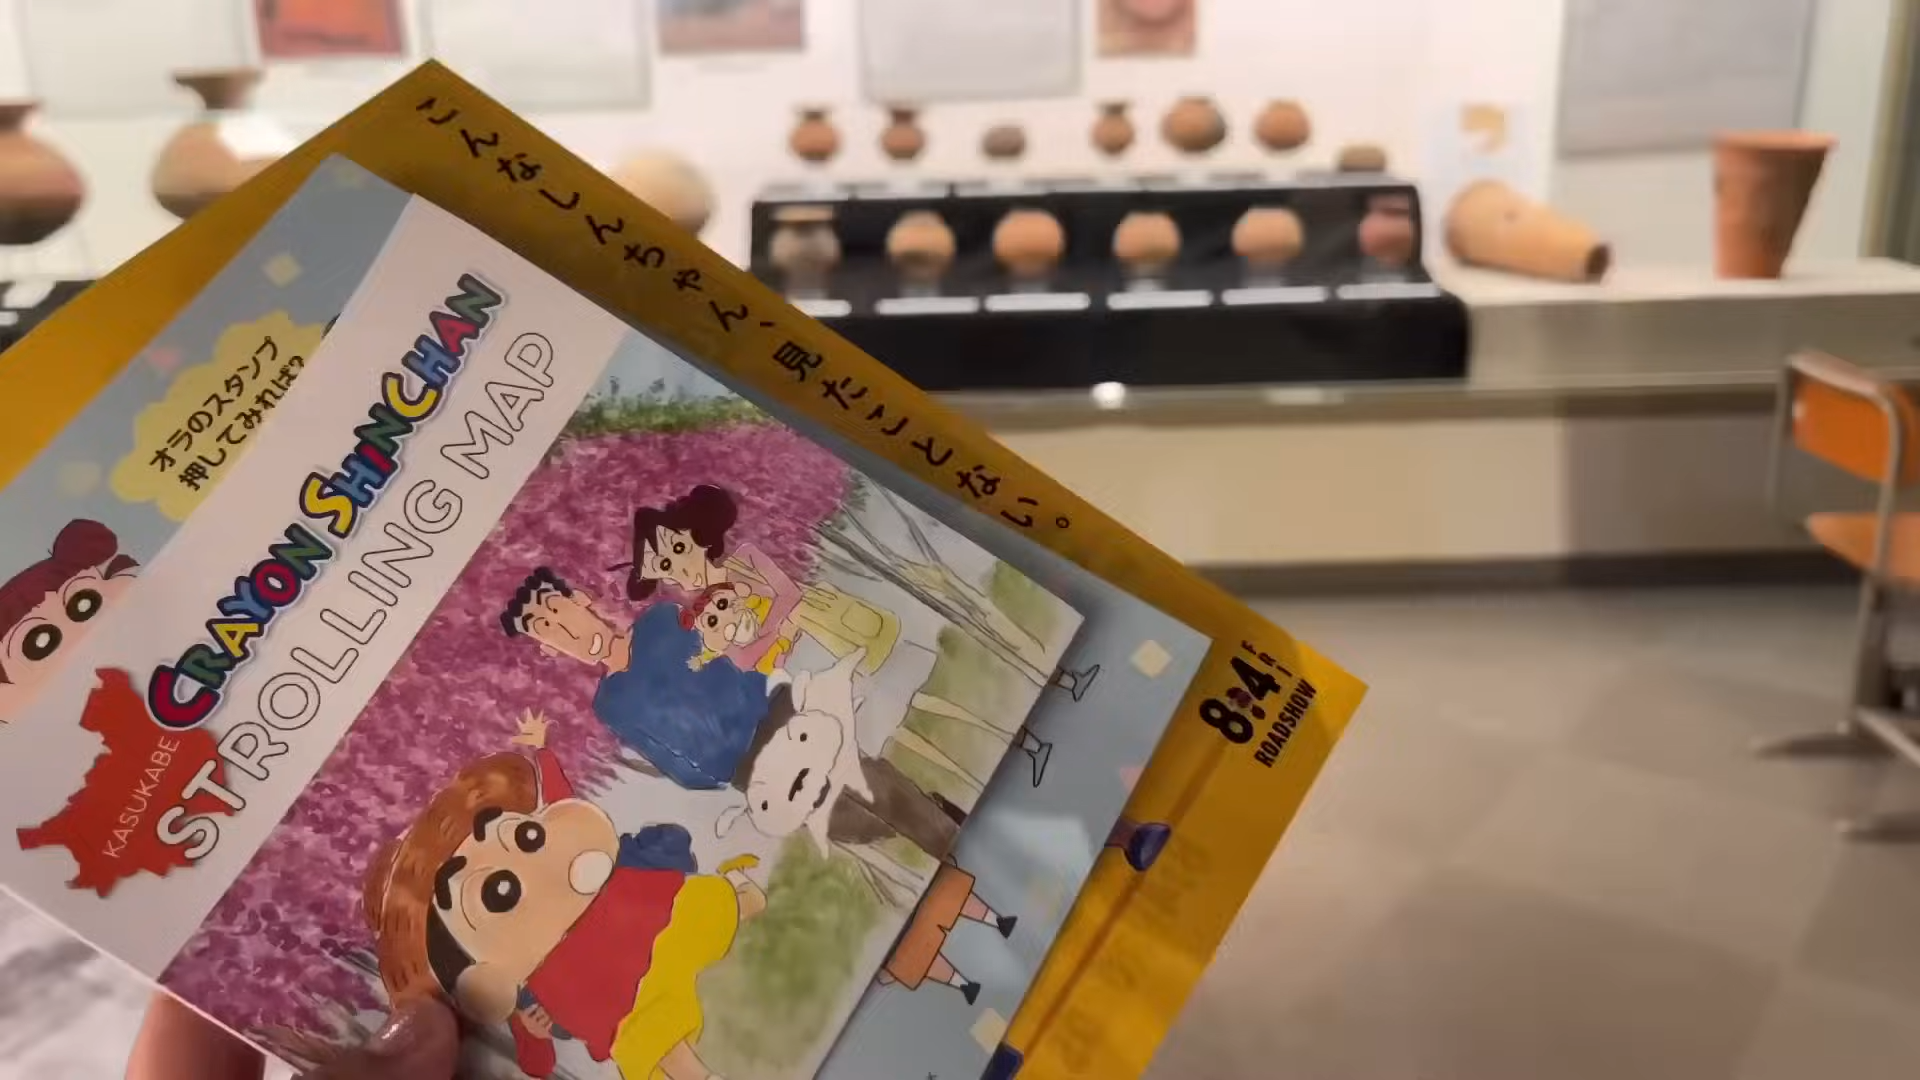 こんなしんちゃん、見たことない。
オラのスタンプ
押してみれば?
CRAYON SHINCHAN
STROLLING MAP
KASUKABE
8.4 FRI
ROADSHOW